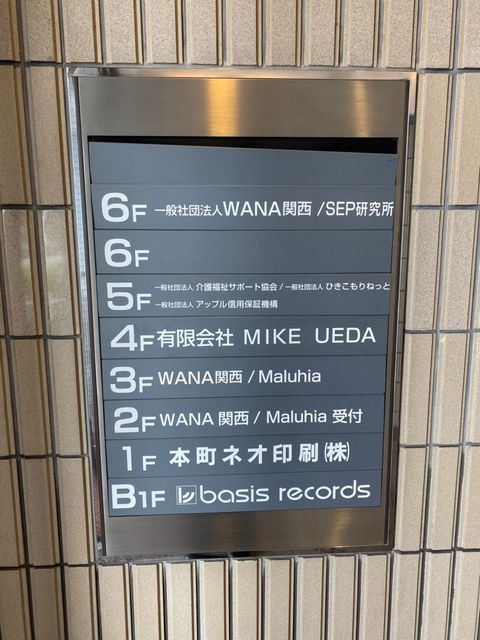 6F 一般社団法人WANA関西 /SEP研究所
6F
5F 一般社団法人 介護福祉サポート協会 / 一般社団法人 ひきこもりねっと
一般社団法人 アップル信用保証機構
4F 有限会社 MIKE UEDA
3F WANA関西 / Maluhia
2F WANA 関西 / Maluhia 受付
1F 本町ネオ印刷㈱
B1F basis records